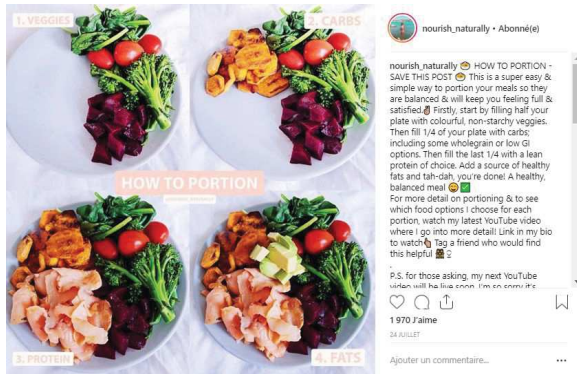 1. VEGGIES
2. CARBS
HOW TO PORTION
3. PROTEIN
4. FATS
nourish_naturally • Abonné(e)
nourish_naturally 😊 HOW TO PORTION -
SAVE THIS POST 😊 This is a super easy &
simple way to portion your meals so they
are balanced & will keep you feeling full &
satisfied.👌 Firstly, start by filling half your
plate with colourful, non-starchy veggies.
Then fill 1/4 of your plate with carbs;
including some wholegrain or low GI
options. Then fill the last 1/4 with a lean
protein of choice. Add a source of healthy
fats and tah-dah, you're done! A healthy,
balanced meal 😄 ✅
For more detail on portioning & to see
which food options I choose for each
portion, watch my latest YouTube video
where I go into more detail! Link in my bio
to watch👆 Tag a friend who would find
this helpful
.
P.S. for those asking, my next YouTube
video will be live soon. I'm so sorry it's
1 970 J'aime
24 JUILLET
Ajouter un commentaire...